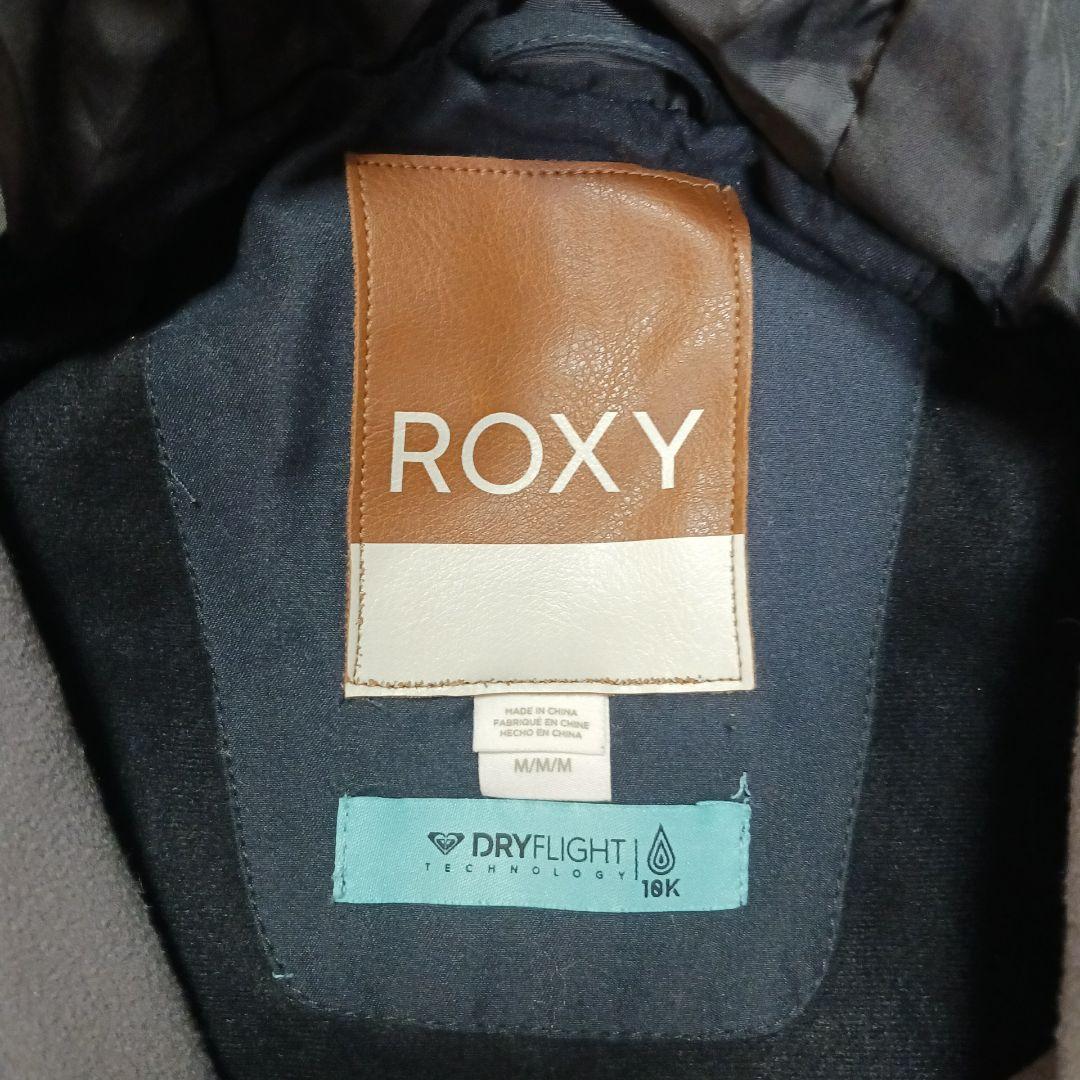 ROXY
MADE IN CHINA
FABRIQUÉ EN CHINE
HECHO EN CHINA
M/M/M
DRYFLIGHT
TECHNOLOGY
10K